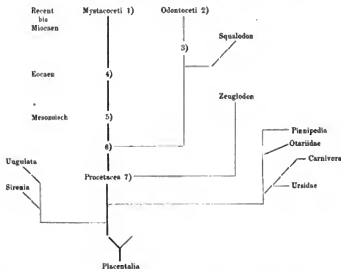 Recent Mystacoceti 1) Odontoceti 2)
bis
Miocaen
3) Squalodon
Eocaen 4)
Zeuglodon
Mesozoisch 5)
Pinnipedia
Otariidae
6)
Ungulata Carnivora
Procetacea 7)
Sirenia Ursidae
Placentalia